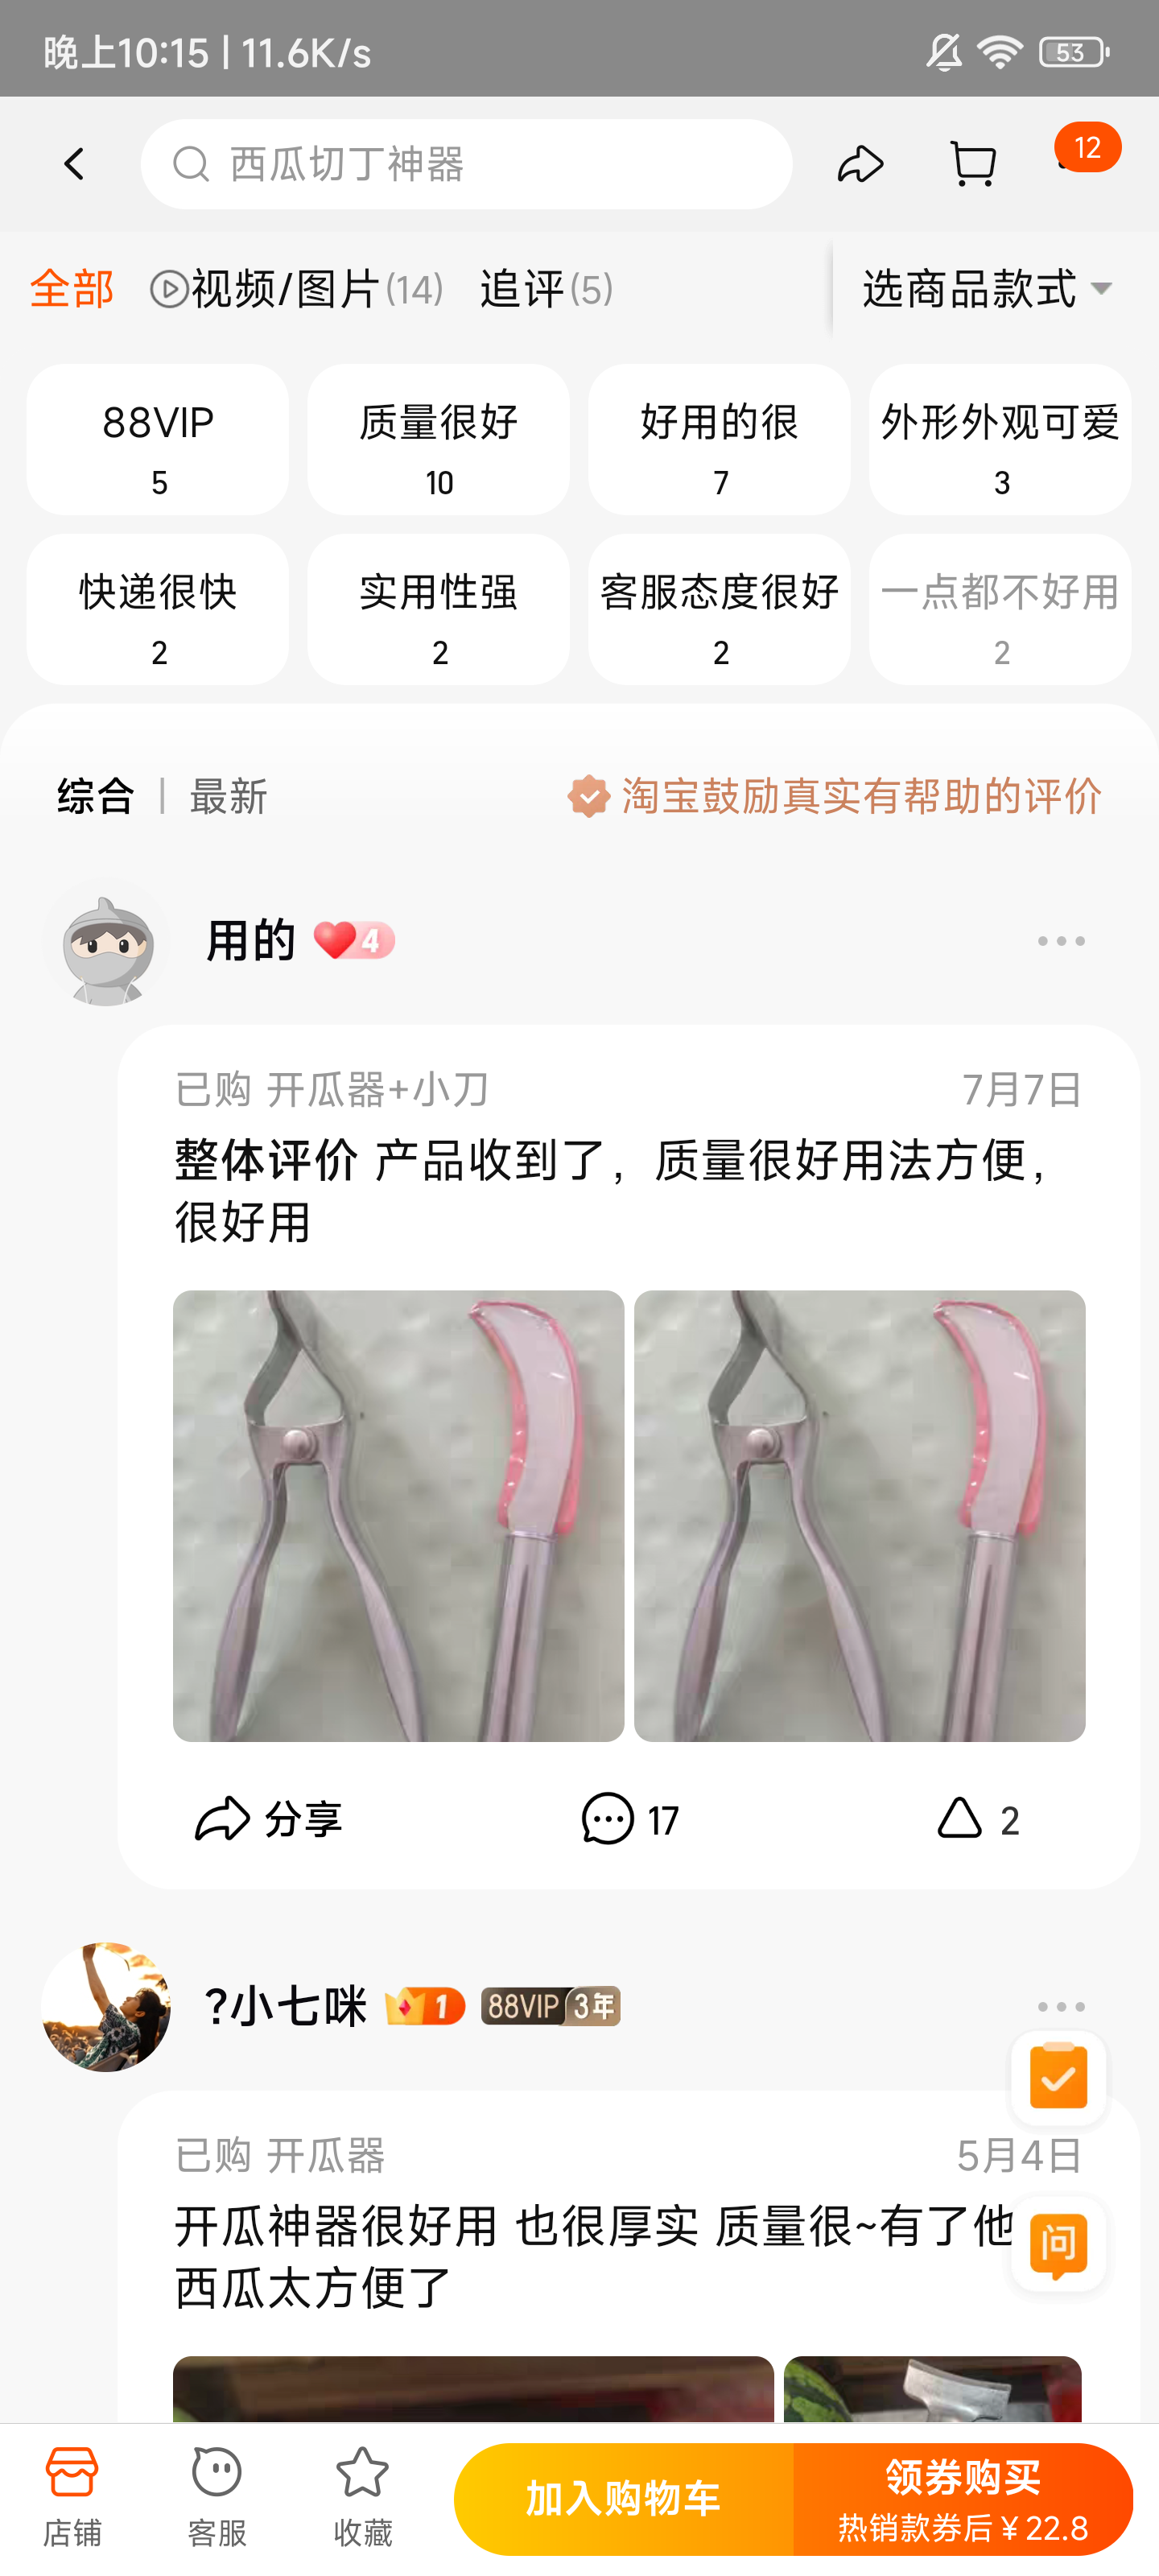 晚上10:15 | 11.6K/s
53
西瓜切丁神器
12
全部 视频/图片(14) 追评(5) 选商品款式
88VIP 质量很好 好用的很 外形外观可爱
5 10 7 3
快递很快 实用性强 客服态度很好 一点都不好用
2 2 2 2
综合 | 最新 淘宝鼓励真实有帮助的评价
用的 4
已购 开瓜器+小刀 7月7日
整体评价 产品收到了，质量很好用法方便，
很好用
分享 17 2
?小七咪 1 88VIP 3年
已购 开瓜器 5月4日
开瓜神器很好用 也很厚实 质量很~有了他
问
西瓜太方便了
加入购物车 领券购买
热销款券后¥22.8
店铺 客服 收藏